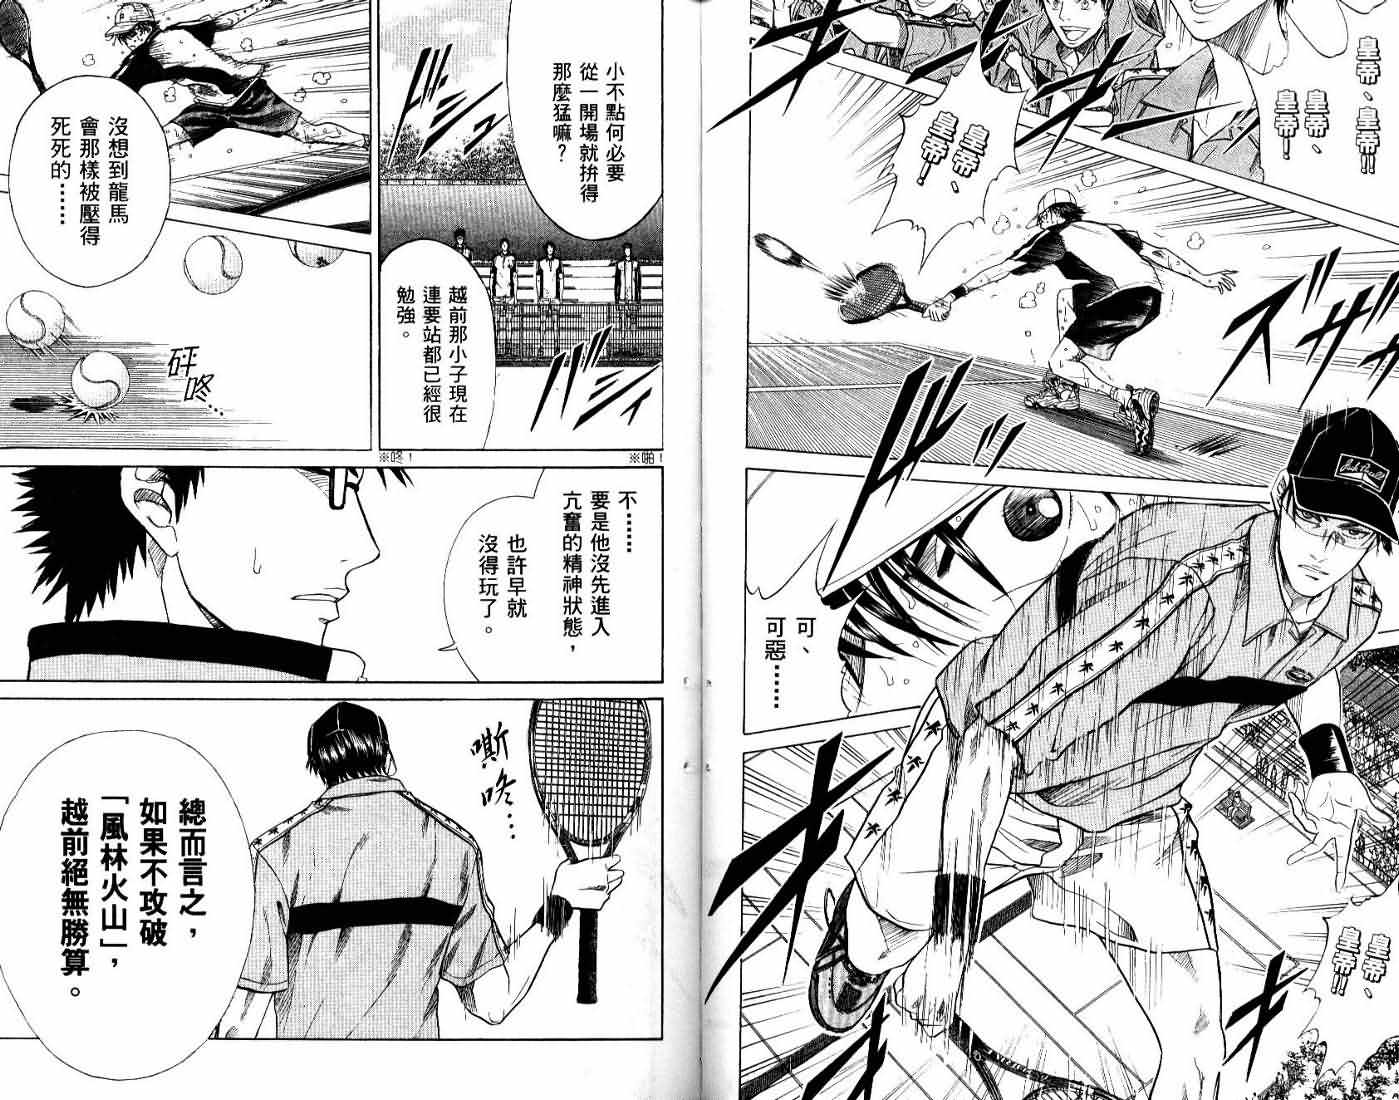 皇帝、皇帝!!
皇帝、
皇帝!
皇帝、
皇帝!
可、
可惡……
皇帝、
皇帝!
小不點何必要
從一開場就拚得
那麼猛嘛?
越前那小子現在
連要站都已經很
勉強。
※啪!
※咚!
沒想到龍馬
會那樣被壓得
死死的……
砰
咚…
不……
要是他沒先進入
亢奮的精神狀態,
也許早就
沒得玩了。
嘶
咚…
總而言之,
如果不攻破
「風林火山」,
越前絕無勝算。